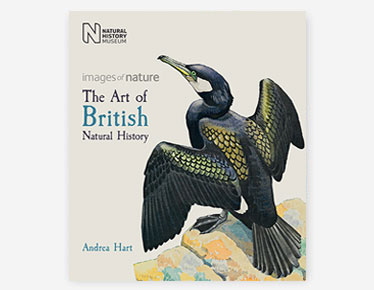 NATURAL
HISTORY
MUSEUM
images of nature
The Art of
British
Natural History
Andrea Hart